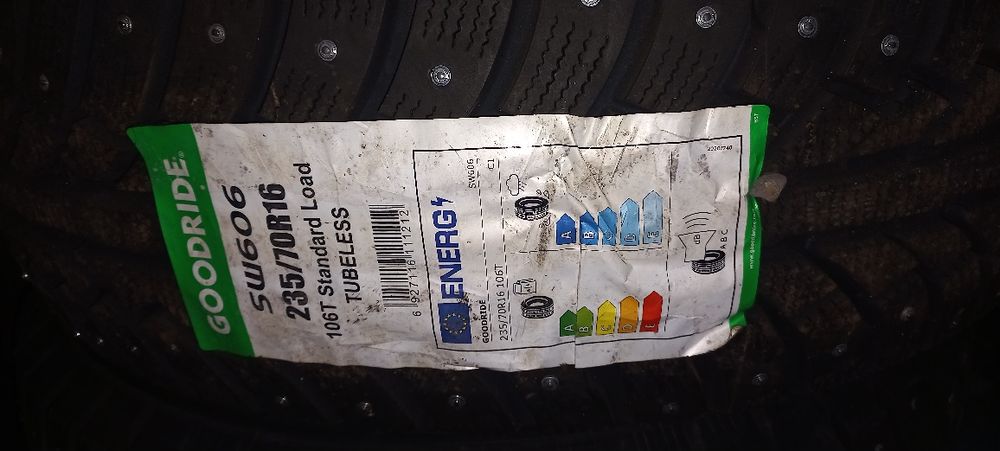 GOODRIDE
SW606
235/70R16
106T Standard Load
TUBELESS
6 927116 111212
ENERG
GOODRIDE
SW606
235/70R16 106T
C1
A
B
C
D
E
A
B
C
D
E
dB
A B C